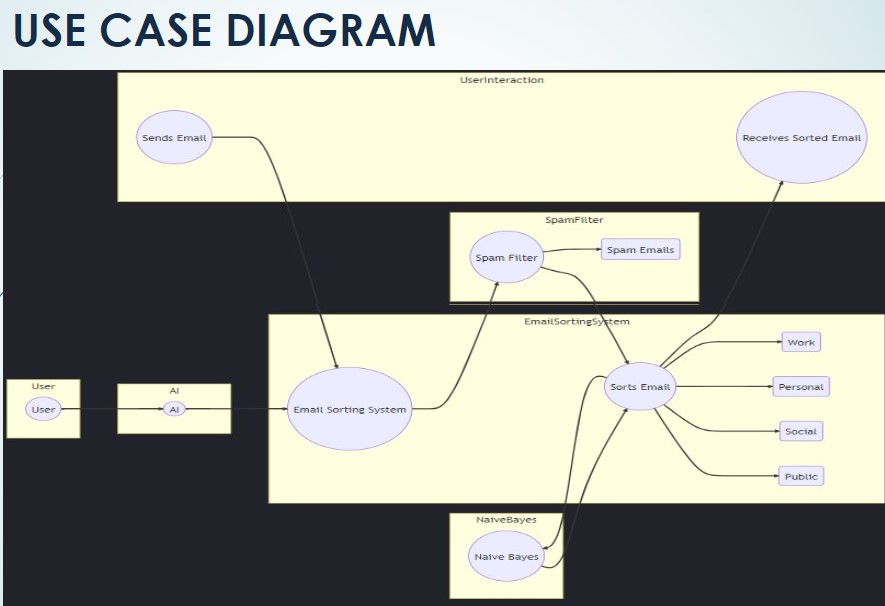 USE CASE DIAGRAM
UserInteraction
Sends Email
Receives Sorted Email
SpamFilter
Spam Filter
Spam Emails
EmailSortingSystem
Work
User
AI
Sorts Email
Personal
User
AI
Email Sorting System
Social
Public
NaiveBayes
Naive Bayes